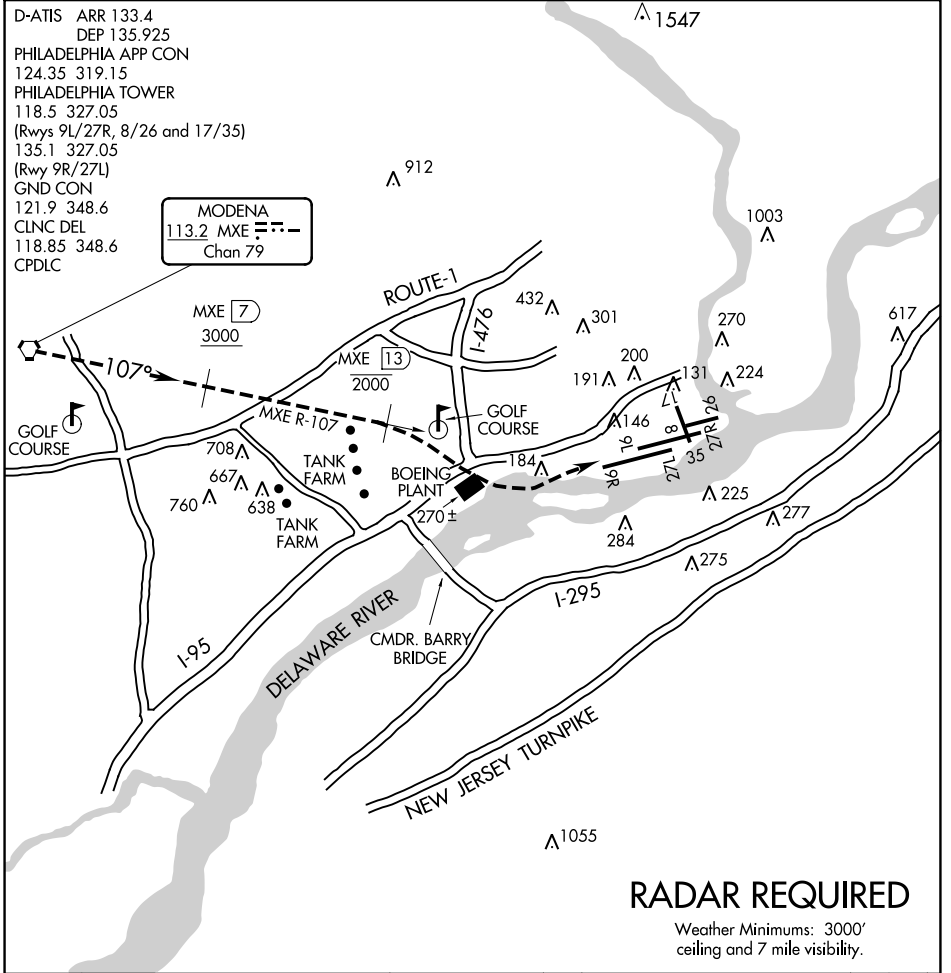 D-ATIS ARR 133.4
DEP 135.925
PHILADELPHIA APP CON
124.35 319.15
PHILADELPHIA TOWER
118.5 327.05
(Rwys 9L/27R, 8/26 and 17/35)
135.1 327.05
(Rwy 9R/27L)
GND CON
121.9 348.6
CLNC DEL
118.85 348.6
CPDLC
1547
912
MODENA
113.2 MXE
Chan 79
1003
ROUTE-1
I-476
432
301
270
617
MXE 7
3000
MXE 13
2000
107°
MXE R-107
200
191
131
224
GOLF
COURSE
GOLF
COURSE
146
17
8
26
9L
27R
35
9R
27L
708
667
760
638
TANK
FARM
TANK
FARM
BOEING
PLANT
270±
184
225
277
284
275
I-295
CMDR. BARRY
BRIDGE
I-95
DELAWARE RIVER
NEW JERSEY TURNPIKE
1055
RADAR REQUIRED
Weather Minimums: 3000'
ceiling and 7 mile visibility.